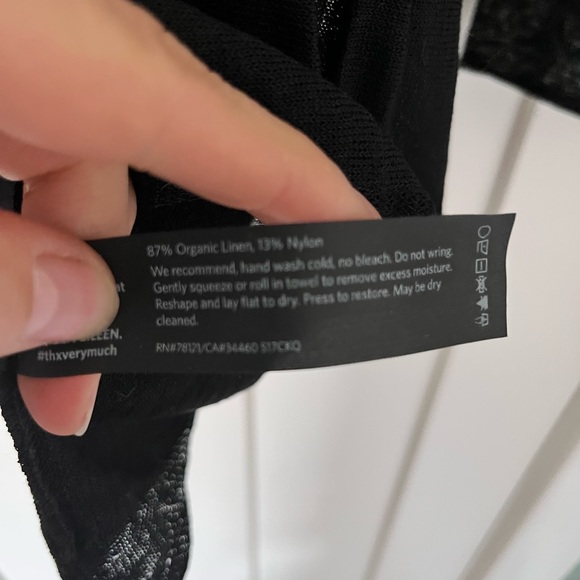 87% Organic Linen, 13% Nylon
We recommend, hand wash cold, no bleach. Do not wring.
Gently squeeze or roll in towel to remove excess moisture.
Reshape and lay flat to dry. Press to restore. May be dry
cleaned.
RN#78121/CA#34460 S17CKQ
at
#thxverymuch